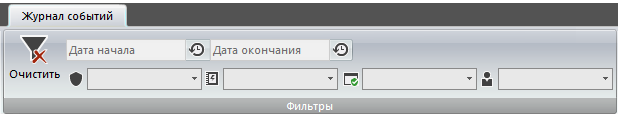 Журнал событий
Дата начала Дата окончания
Очистить
Фильтры